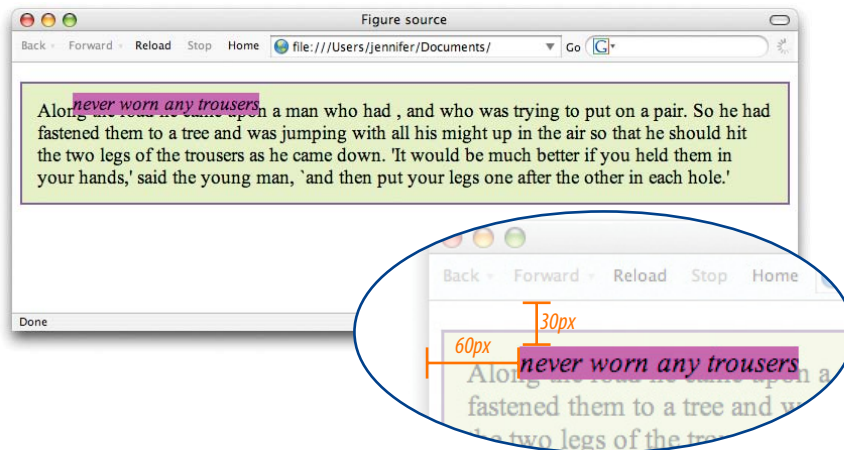 Figure source
Back Forward Reload Stop Home file:///Users/jennifer/Documents/ Go G
never worn any trousers
Along the road he came upon a man who had , and who was trying to put on a pair. So he had
fastened them to a tree and was jumping with all his might up in the air so that he should hit
the two legs of the trousers as he came down. 'It would be much better if you held them in
your hands,' said the young man, `and then put your legs one after the other in each hole.'
Done
Back Forward Reload Stop Home
30px
60px
never worn any trousers
Along the road he came upon a
fastened them to a tree and w
the two legs of the trou